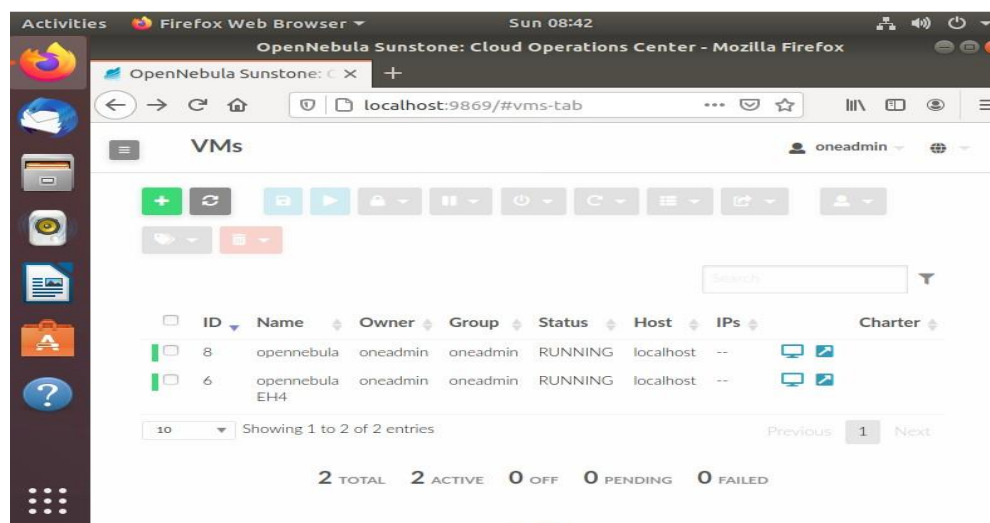 Activities Firefox Web Browser Sun 08:42
OpenNebula Sunstone: Cloud Operations Center - Mozilla Firefox
OpenNebula Sunstone: C
localhost:9869/#vms-tab
VMs oneadmin
Search
ID Name Owner Group Status Host IPs Charter
8 opennebula oneadmin oneadmin RUNNING localhost --
6 opennebula oneadmin oneadmin RUNNING localhost --
EH4
10 Showing 1 to 2 of 2 entries Previous 1 Next
2 TOTAL 2 ACTIVE 0 OFF 0 PENDING 0 FAILED